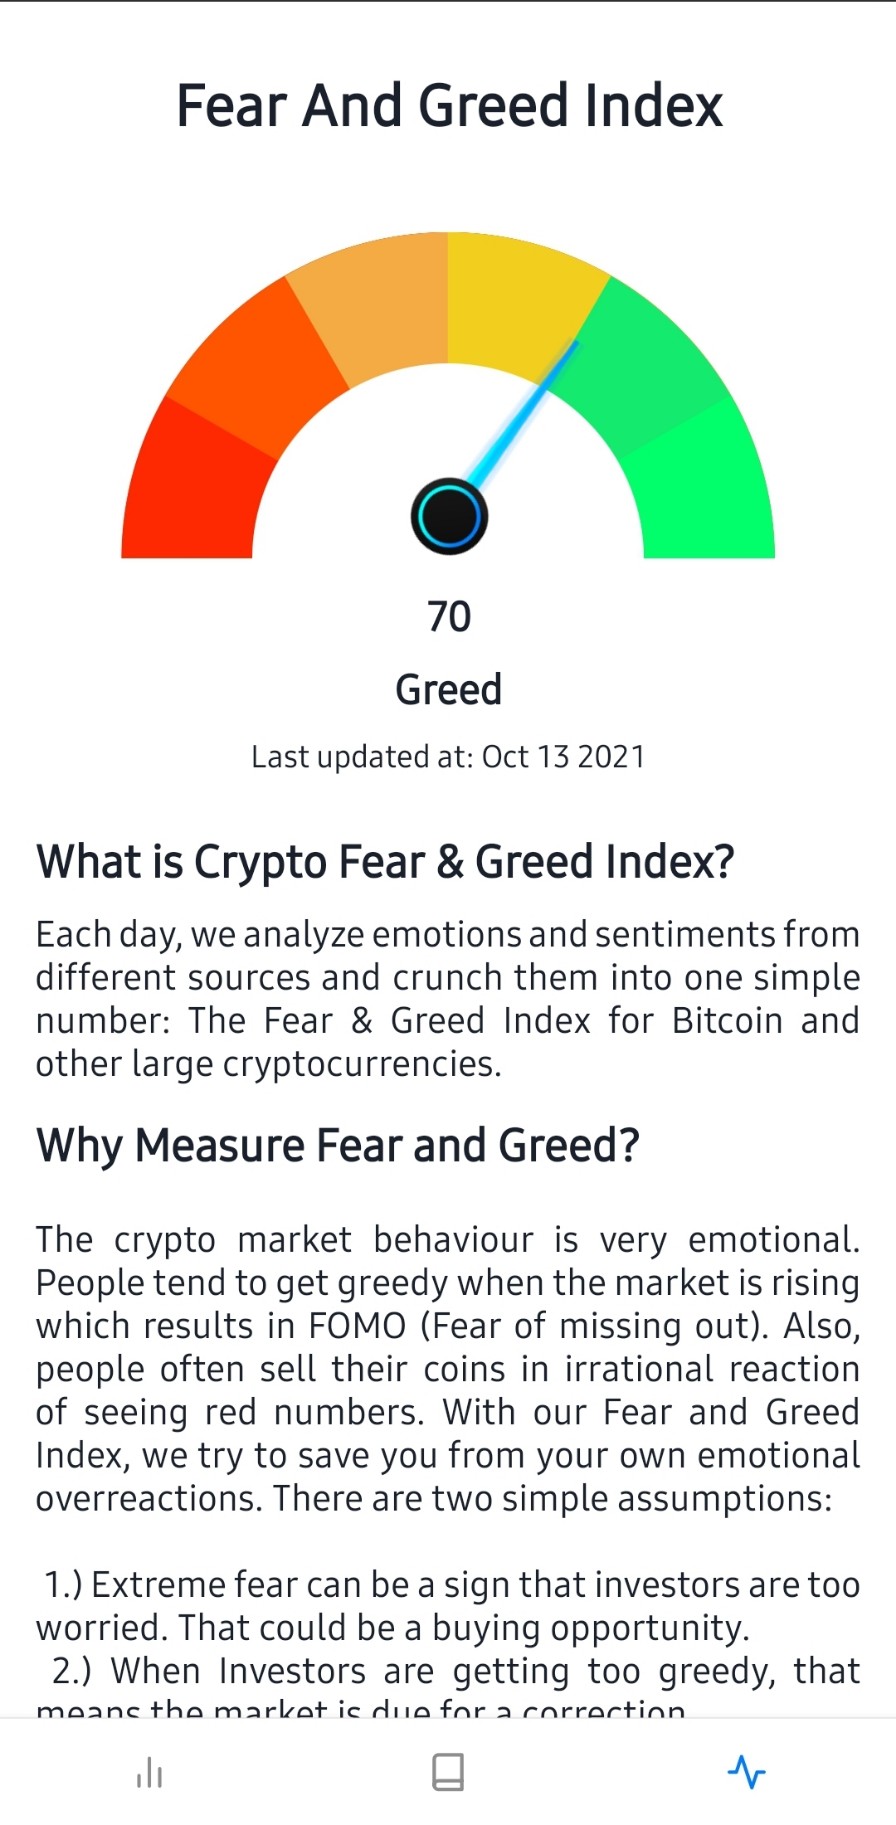 Fear And Greed Index
70
Greed
Last updated at: Oct 13 2021
What is Crypto Fear & Greed Index?
Each day, we analyze emotions and sentiments from
different sources and crunch them into one simple
number: The Fear & Greed Index for Bitcoin and
other large cryptocurrencies.
Why Measure Fear and Greed?
The crypto market behaviour is very emotional.
People tend to get greedy when the market is rising
which results in FOMO (Fear of missing out). Also,
people often sell their coins in irrational reaction
of seeing red numbers. With our Fear and Greed
Index, we try to save you from your own emotional
overreactions. There are two simple assumptions:
1.) Extreme fear can be a sign that investors are too
worried. That could be a buying opportunity.
2.) When Investors are getting too greedy, that
means the market is due for a correction